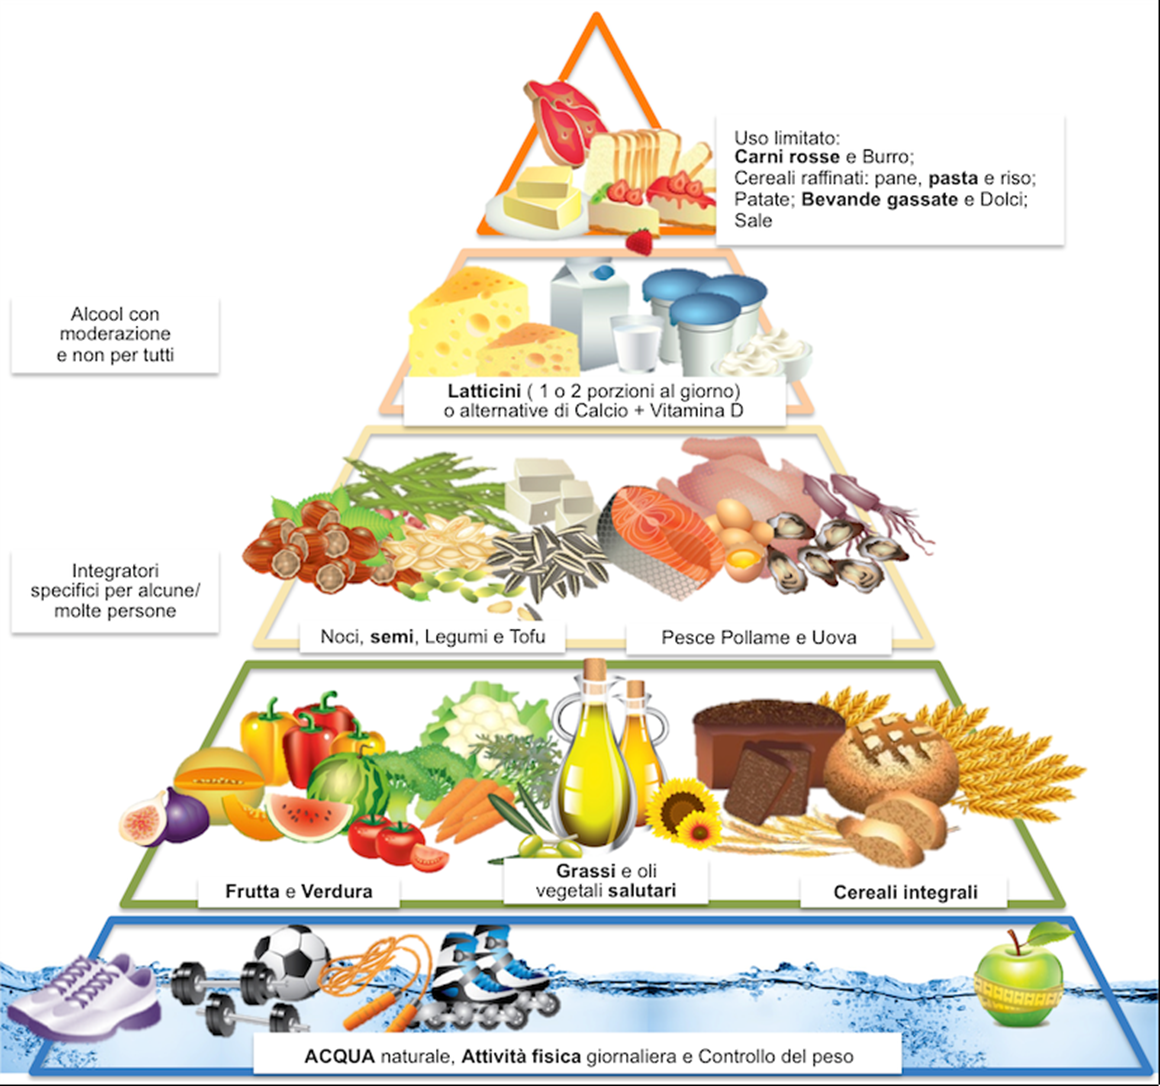 Uso limitato:
Carni rosse e Burro;
Cereali raffinati: pane, pasta e riso;
Patate; Bevande gassate e Dolci;
Sale
Alcool con
moderazione
e non per tutti
Latticini ( 1 o 2 porzioni al giorno)
o alternative di Calcio + Vitamina D
Integratori
specifici per alcune/
molte persone
Noci, semi, Legumi e Tofu
Pesce Pollame e Uova
Frutta e Verdura
Grassi e oli
vegetali salutari
Cereali integrali
ACQUA naturale, Attività fisica giornaliera e Controllo del peso